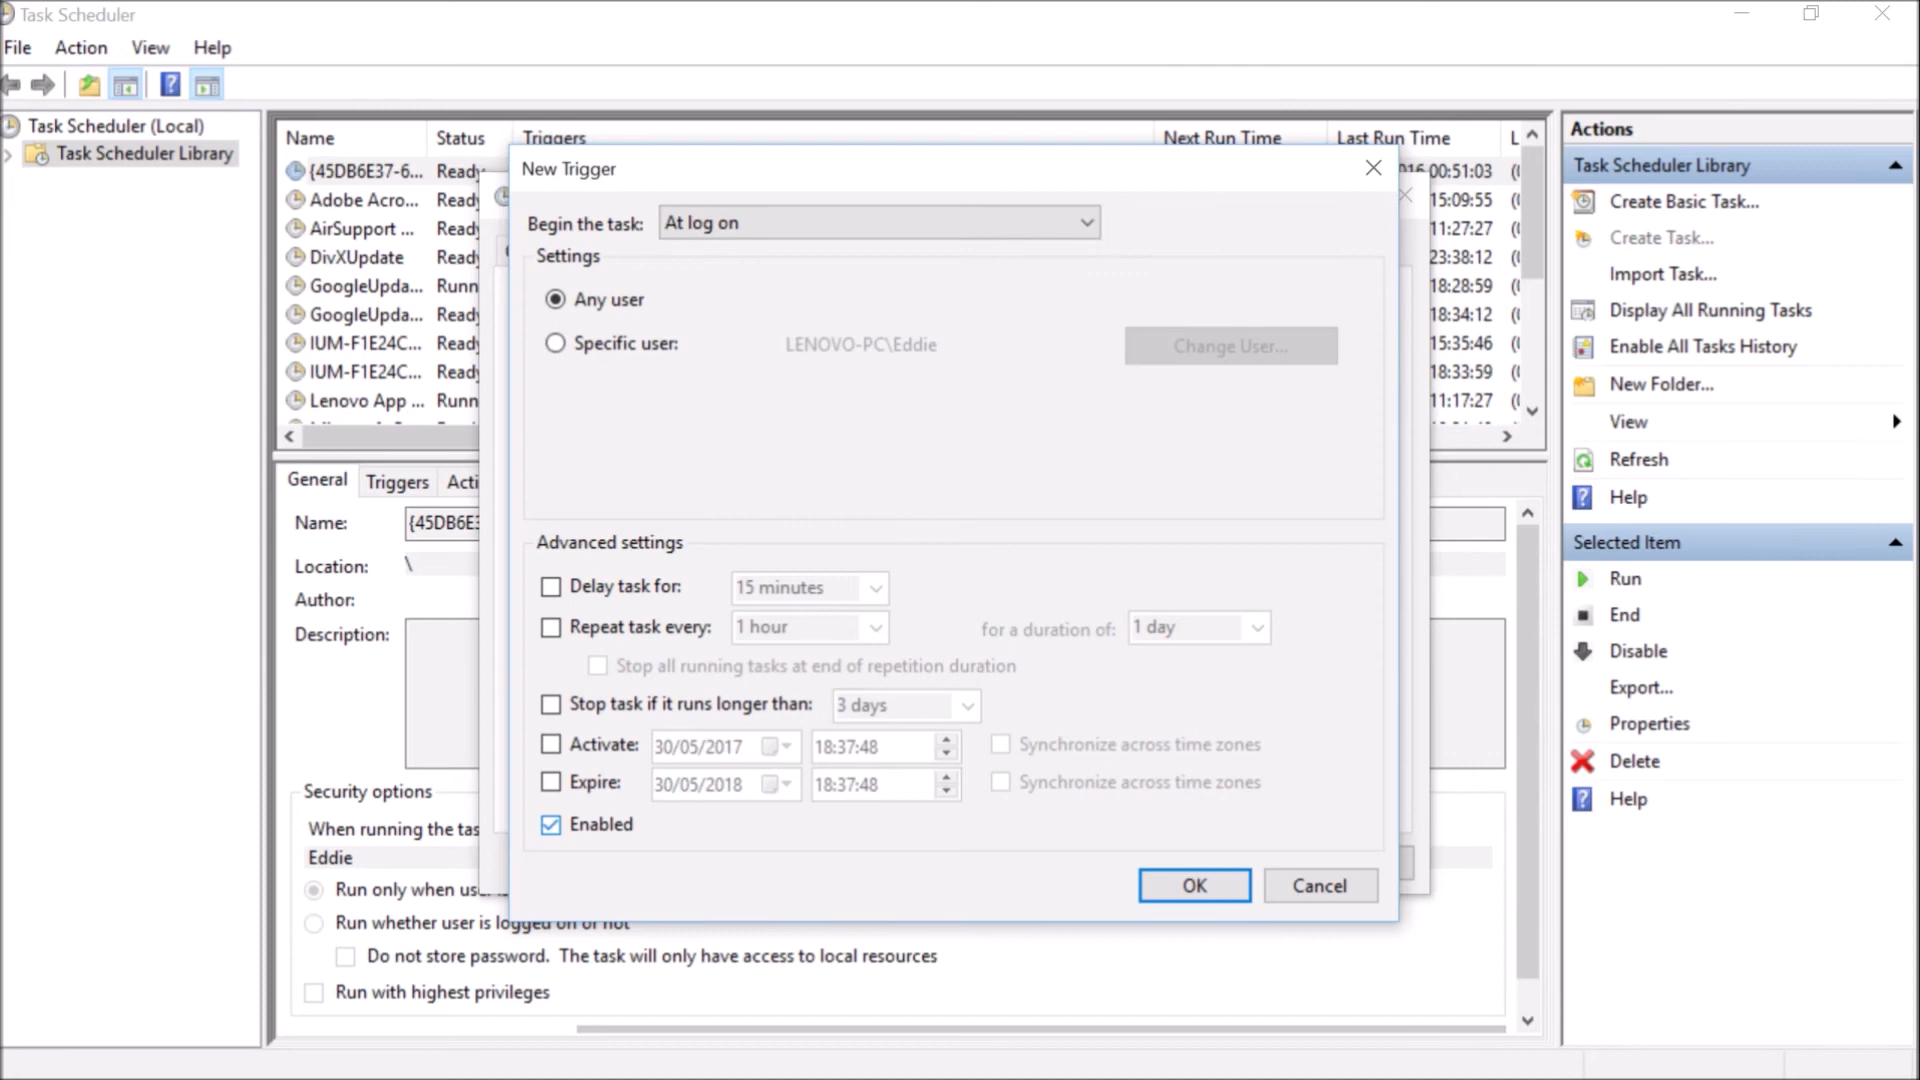 Task Scheduler
File Action View Help
Task Scheduler (Local)
Task Scheduler Library
Name Status Triggers Next Run Time Last Run Time L
{45DB6E37-6... Ready 016 00:51:03
Adobe Acro... Ready 15:09:55
AirSupport ... Ready 11:27:27
DivXUpdate Ready 23:38:12
GoogleUpda... Runn 18:28:59
GoogleUpda... Ready 18:34:12
IUM-F1E24C... Ready 15:35:46
IUM-F1E24C... Ready 18:33:59
Lenovo App ... Runn 11:17:27
General Triggers Acti
Name: {45DB6E3
Location: \
Author:
Description:
Security options
When running the tas
Eddie
Run only when us
Run whether user is logged on or not
Do not store password. The task will only have access to local resources
Run with highest privileges
New Trigger
Begin the task: At log on
Settings
Any user
Specific user: LENOVO-PC\Eddie Change User...
Advanced settings
Delay task for: 15 minutes
Repeat task every: 1 hour for a duration of: 1 day
Stop all running tasks at end of repetition duration
Stop task if it runs longer than: 3 days
Activate: 30/05/2017 18:37:48 Synchronize across time zones
Expire: 30/05/2018 18:37:48 Synchronize across time zones
Enabled
OK Cancel
Actions
Task Scheduler Library
Create Basic Task...
Create Task...
Import Task...
Display All Running Tasks
Enable All Tasks History
New Folder...
View
Refresh
Help
Selected Item
Run
End
Disable
Export...
Properties
Delete
Help